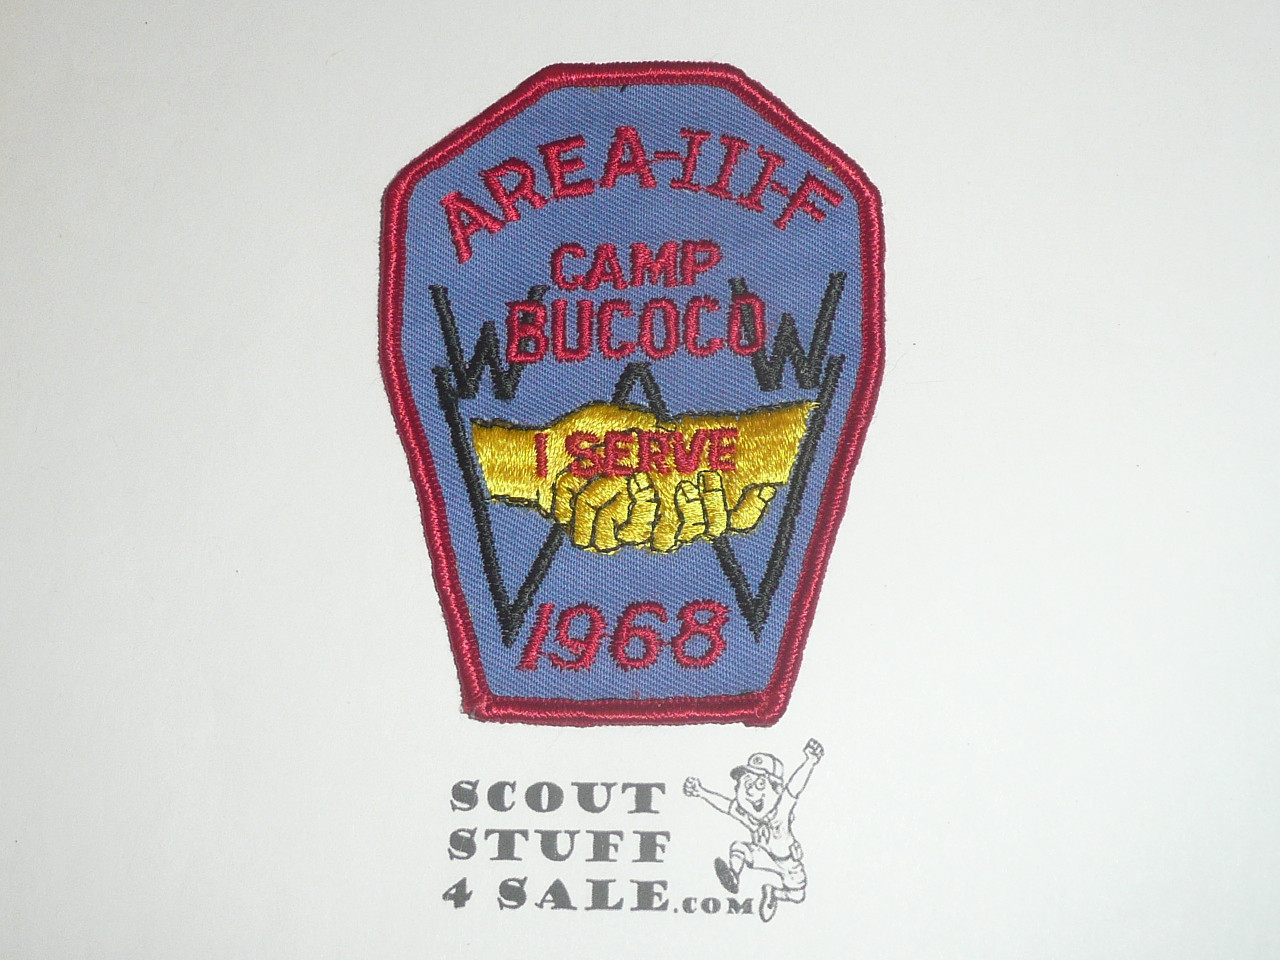 AREA-III-F
CAMP
BUCOCO
W W
W
I SERVE
1968
SCOUT
STUFF
4 SALE.COM